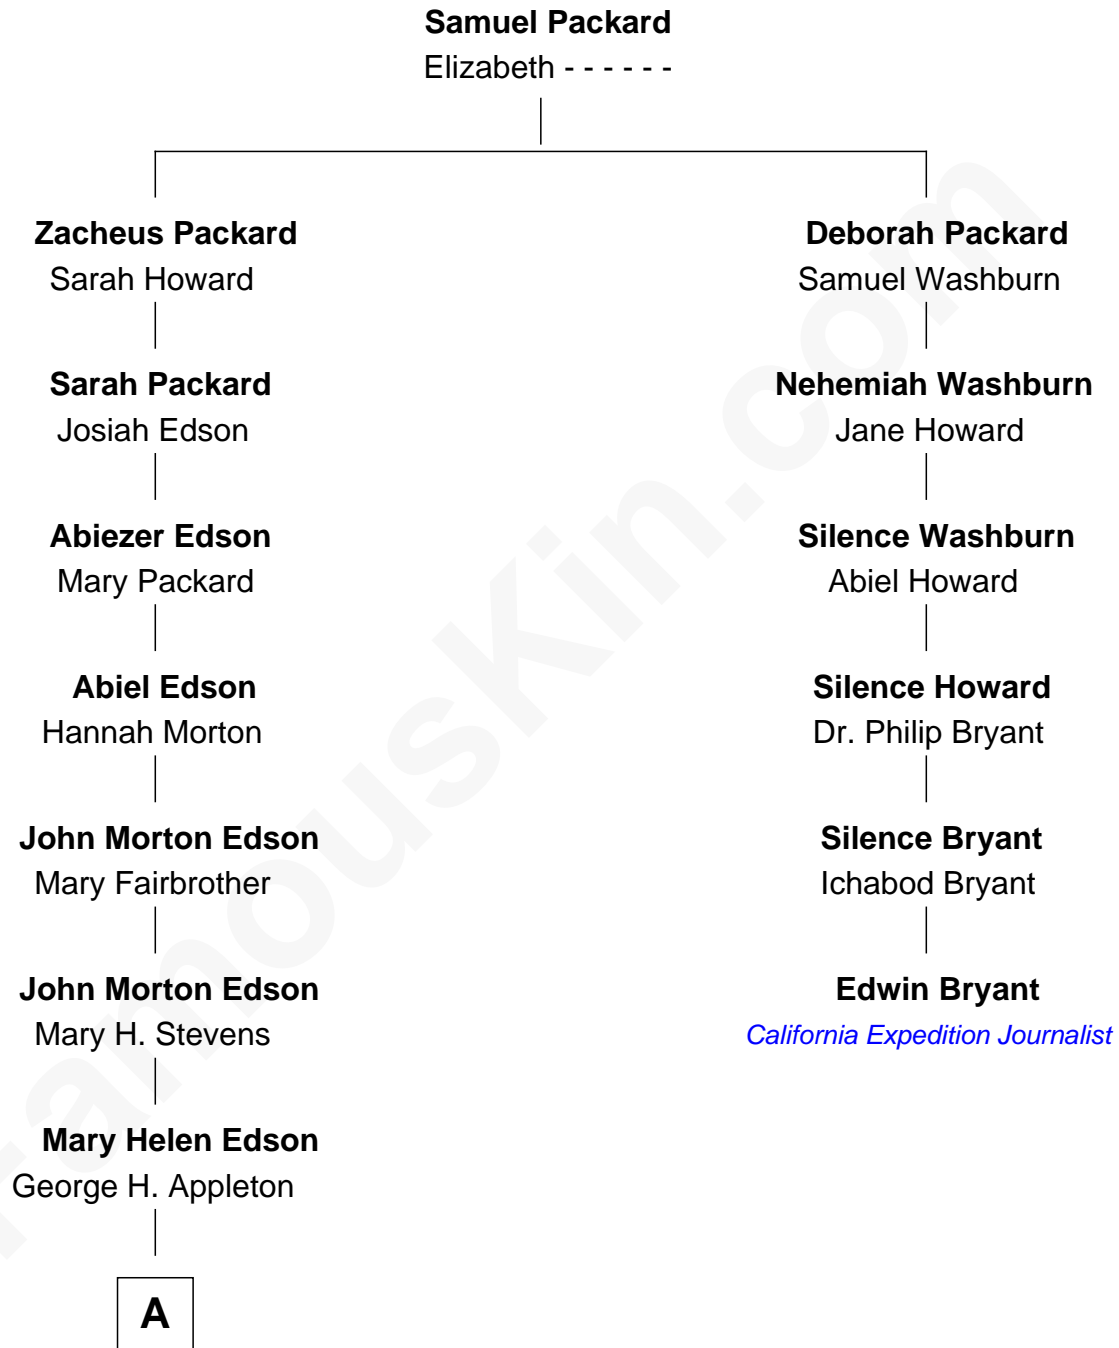 Samuel Packard
Elizabeth - - - - - -
Zacheus Packard
Sarah Howard
Deborah Packard
Samuel Washburn
Sarah Packard
Josiah Edson
Nehemiah Washburn
Jane Howard
Abiezer Edson
Mary Packard
Silence Washburn
Abiel Howard
Abiel Edson
Hannah Morton
Silence Howard
Dr. Philip Bryant
John Morton Edson
Mary Fairbrother
Silence Bryant
Ichabod Bryant
John Morton Edson
Mary H. Stevens
Edwin Bryant
California Expedition Journalist
Mary Helen Edson
George H. Appleton
A
FamousKin.com